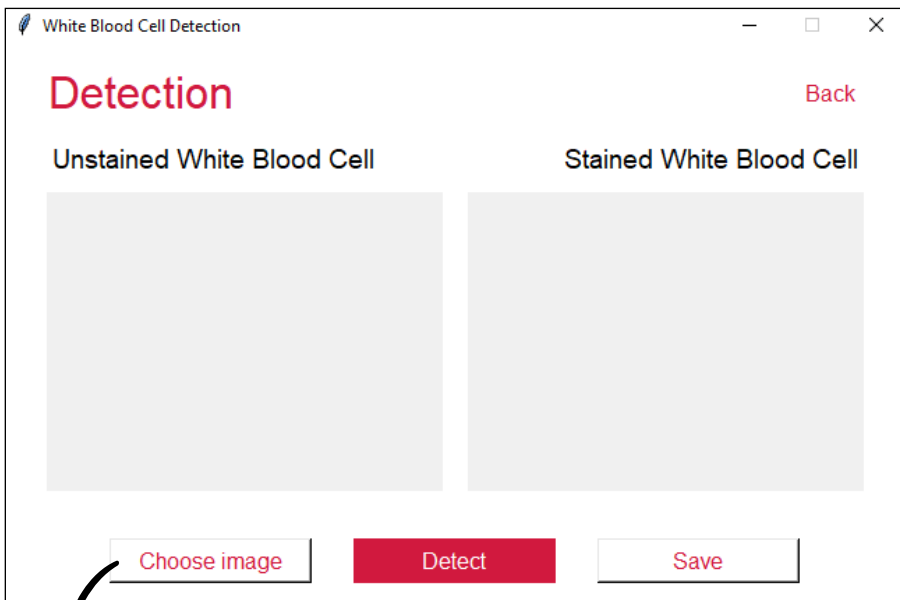 White Blood Cell Detection
Detection
Back
Unstained White Blood Cell
Stained White Blood Cell
Choose image
Detect
Save